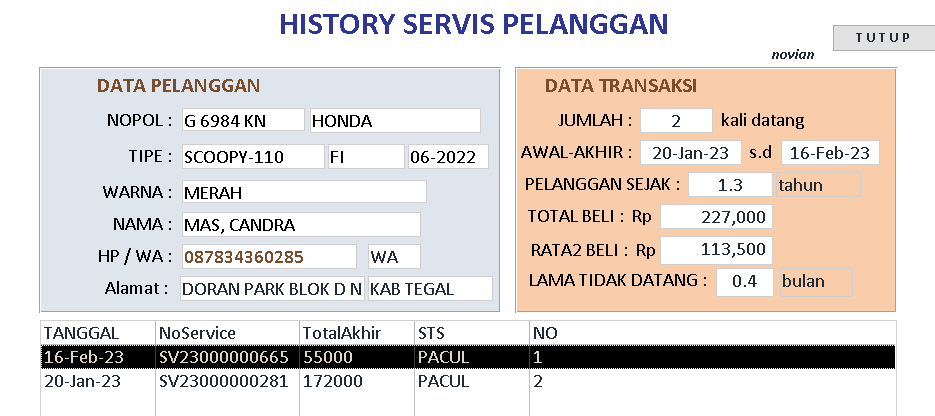 HISTORY SERVIS PELANGGAN
TUTUP
novian
DATA PELANGGAN
NOPOL : G 6984 KN HONDA
TIPE : SCOOPY-110 FI 06-2022
WARNA : MERAH
NAMA : MAS, CANDRA
HP / WA : 087834360285 WA
Alamat : DORAN PARK BLOK D N KAB TEGAL
DATA TRANSAKSI
JUMLAH : 2 kali datang
AWAL-AKHIR : 20-Jan-23 s.d 16-Feb-23
PELANGGAN SEJAK : 1.3 tahun
TOTAL BELI : Rp 227,000
RATA2 BELI : Rp 113,500
LAMA TIDAK DATANG : 0.4 bulan
TANGGAL NoService TotalAkhir STS NO
16-Feb-23 SV23000000665 55000 PACUL 1
20-Jan-23 SV23000000281 172000 PACUL 2